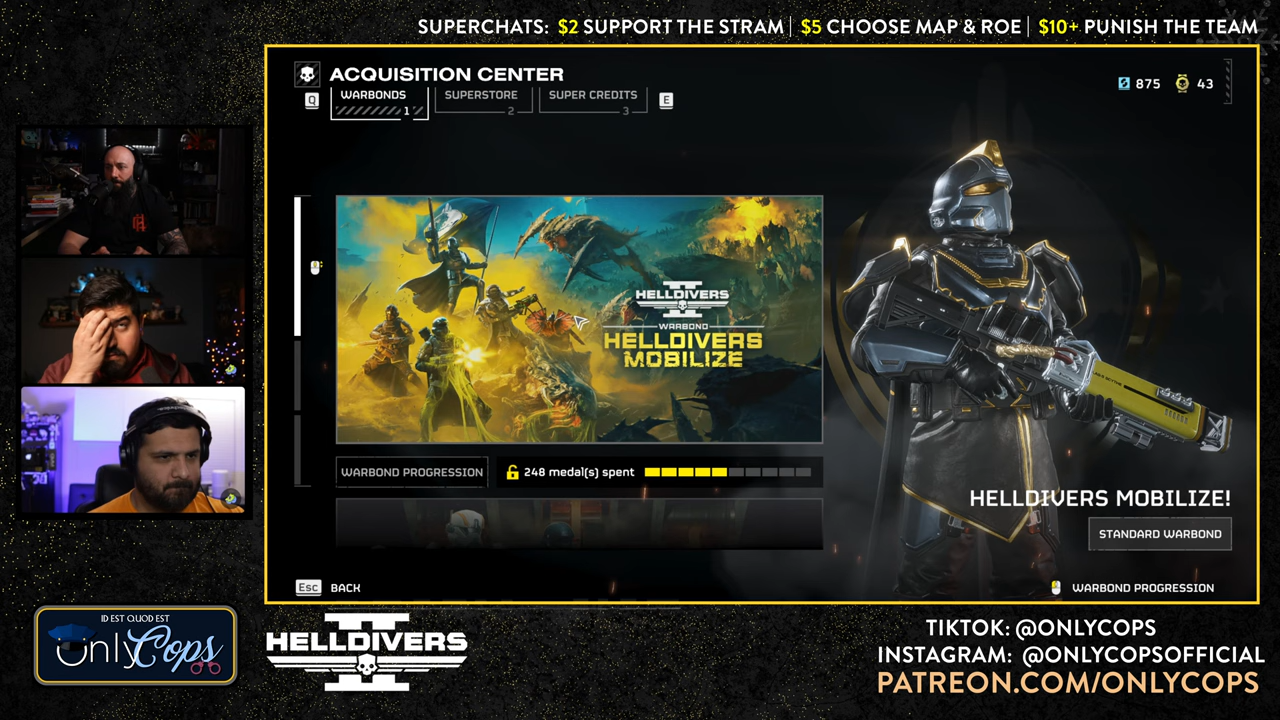 SUPERCHATS: $2 SUPPORT THE STRAM | $5 CHOOSE MAP & ROE | $10+ PUNISH THE TEAM
ACQUISITION CENTER
875 43
Q WARBONDS 1 SUPERSTORE 2 SUPER CREDITS 3 E
HELLDIVERS
II
WARBOND
HELLDIVERS
MOBILIZE
WARBOND PROGRESSION 248 medal(s) spent
HELLDIVERS MOBILIZE!
STANDARD WARBOND
Esc BACK
WARBOND PROGRESSION
ID EST QUOD EST
OnlyCops
HELLDIVERS
II
TIKTOK: @ONLYCOPS
INSTAGRAM: @ONLYCOPSOFFICIAL
PATREON.COM/ONLYCOPS